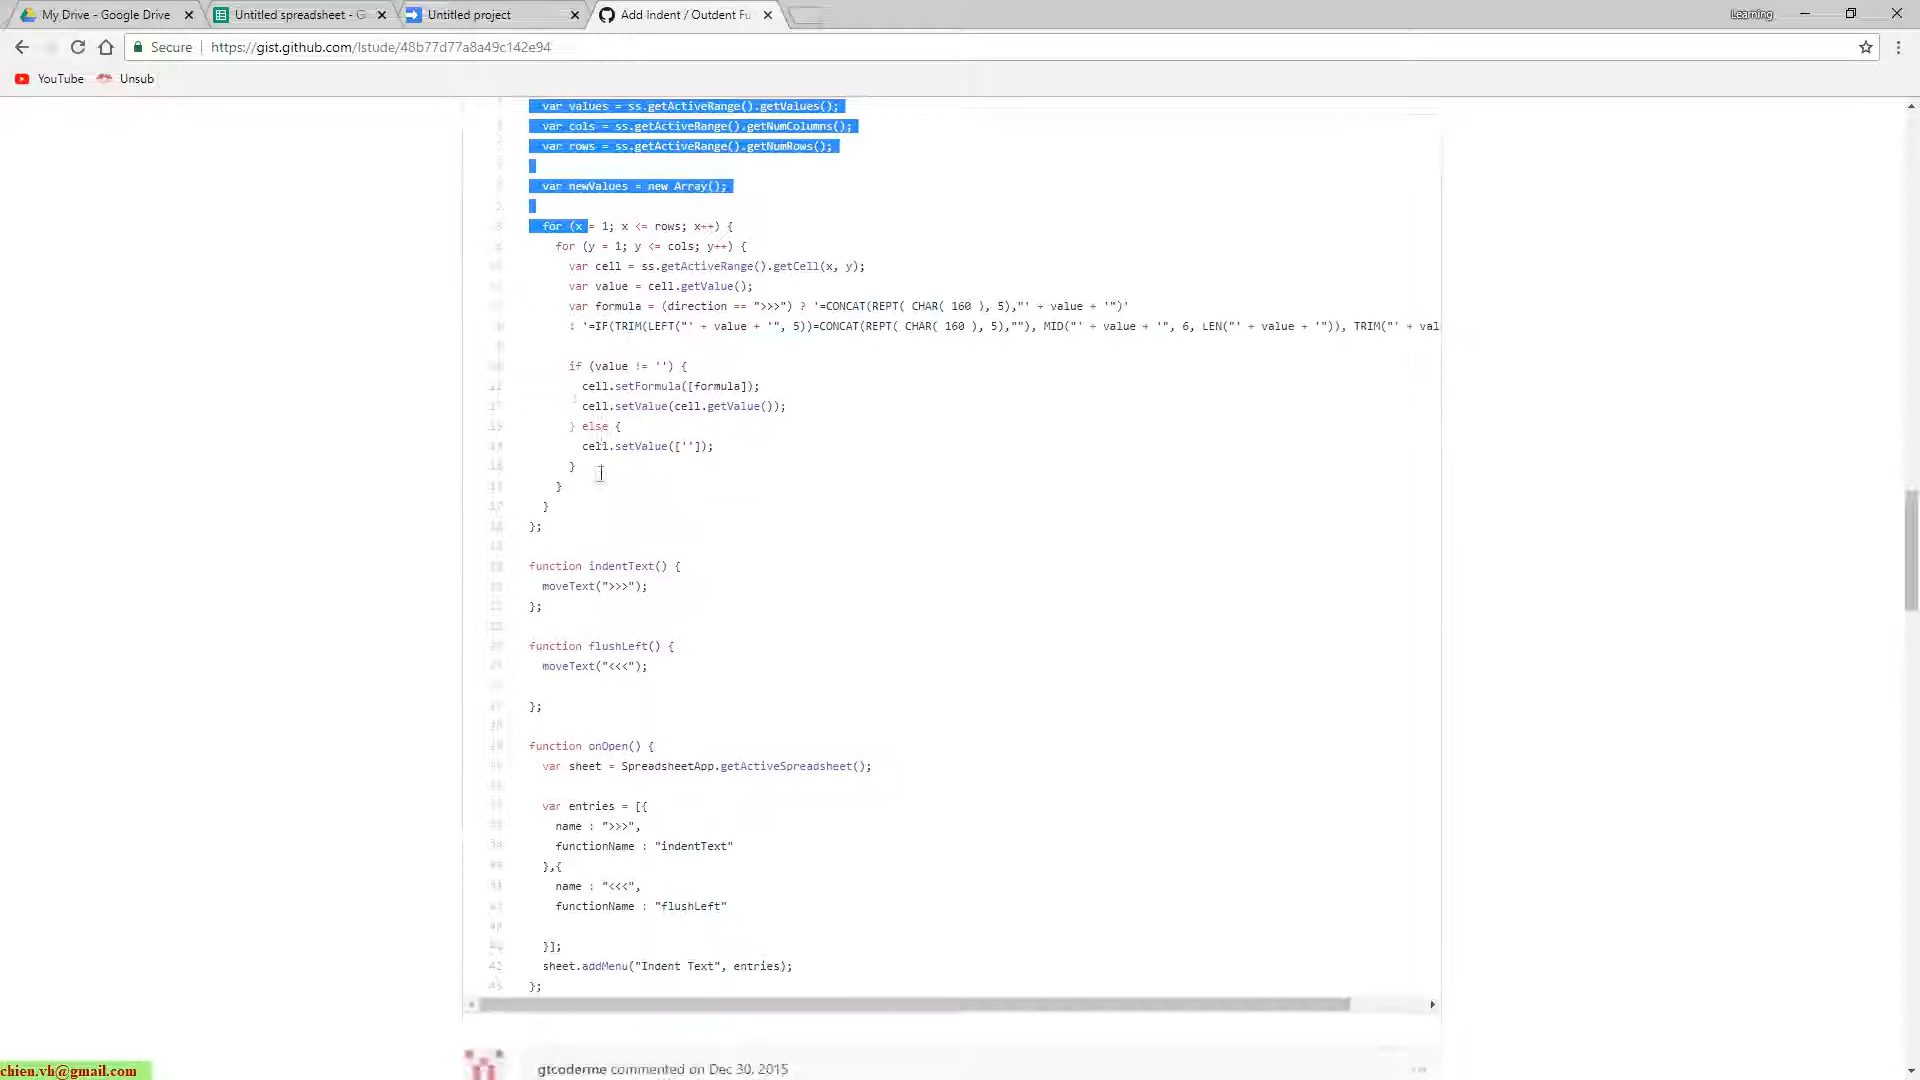 My Drive - Google Drive
Untitled spreadsheet - G
Untitled project
Add Indent / Outdent Fu
Learning
Secure
https://gist.github.com/lstude/48b77d77a8a49c142e94
YouTube
Unsub
var values = ss.getActiveRange().getValues();
var cols = ss.getActiveRange().getNumColumns();
var rows = ss.getActiveRange().getNumRows();
var newValues = new Array();
for (x = 1; x <= rows; x++) {
for (y = 1; y <= cols; y++) {
var cell = ss.getActiveRange().getCell(x, y);
var value = cell.getValue();
var formula = (direction == ">>>") ? '=CONCAT(REPT( CHAR( 160 ), 5),"' + value + '")'
: '=IF(TRIM(LEFT("' + value + '", 5))=CONCAT(REPT( CHAR( 160 ), 5),""), MID("' + value + '", 6, LEN("' + value + '")), TRIM("' + val
if (value != '') {
cell.setFormula([formula]);
cell.setValue(cell.getValue());
} else {
cell.setValue(['']);
}
}
}
};
function indentText() {
moveText(">>>");
};
function flushLeft() {
moveText("<<<");
};
function onOpen() {
var sheet = SpreadsheetApp.getActiveSpreadsheet();
var entries = [{
name : ">>>",
functionName : "indentText"
},{
name : "<<<",
functionName : "flushLeft"
}];
sheet.addMenu("Indent Text", entries);
};
gtcoderme commented on Dec 30, 2015
chien.vh@gmail.com